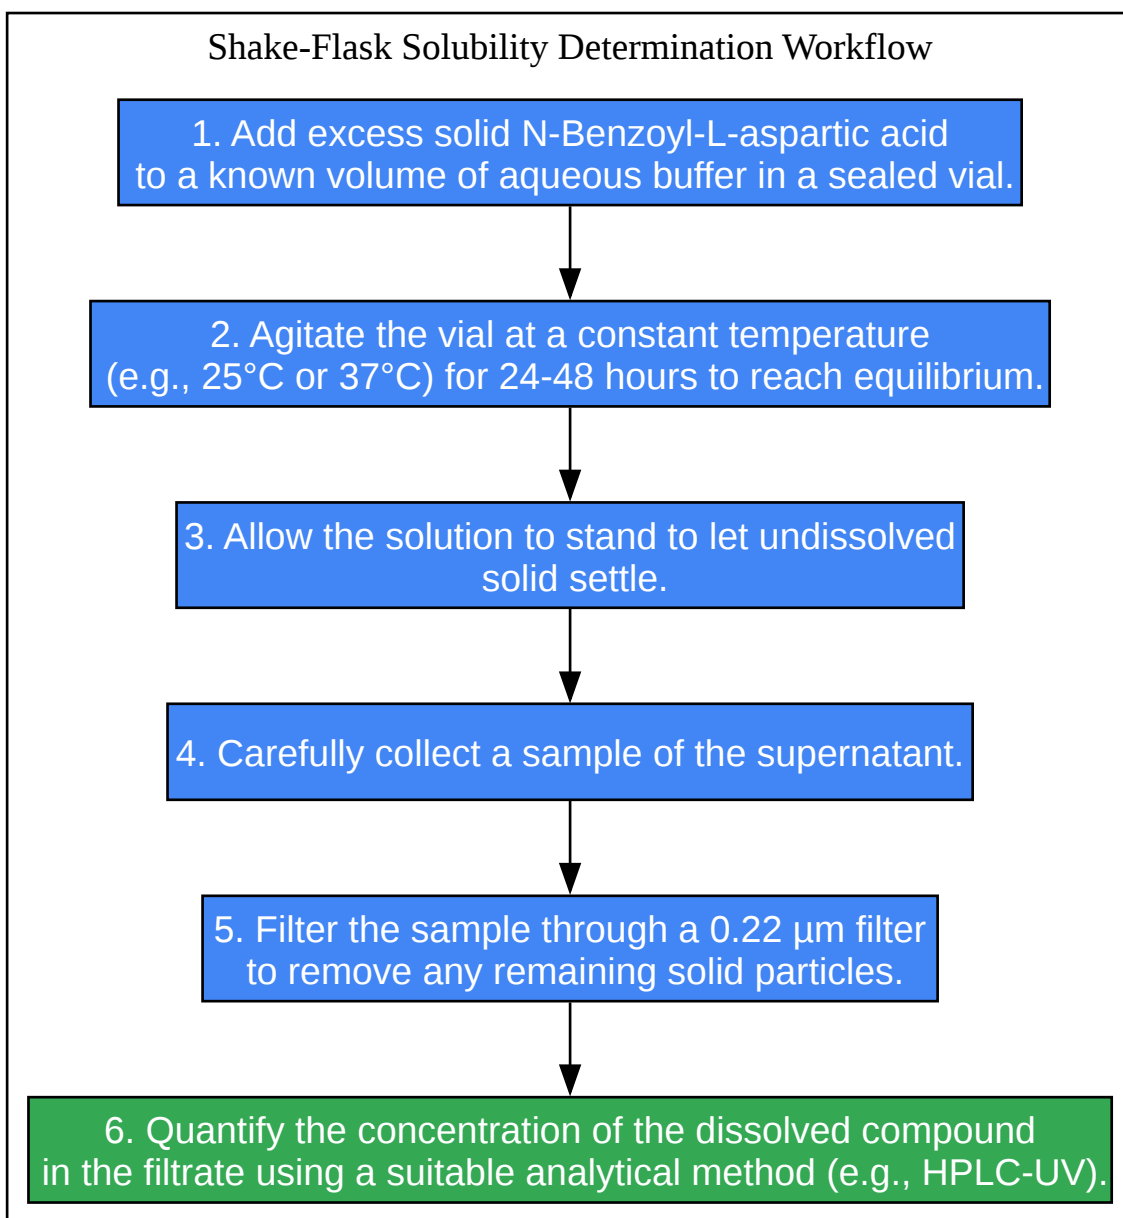 Shake-Flask Solubility Determination Workflow
1. Add excess solid N-Benzoyl-L-aspartic acid
to a known volume of aqueous buffer in a sealed vial.
2. Agitate the vial at a constant temperature
(e.g., 25°C or 37°C) for 24-48 hours to reach equilibrium.
3. Allow the solution to stand to let undissolved
solid settle.
4. Carefully collect a sample of the supernatant.
5. Filter the sample through a 0.22 µm filter
to remove any remaining solid particles.
6. Quantify the concentration of the dissolved compound
in the filtrate using a suitable analytical method (e.g., HPLC-UV).